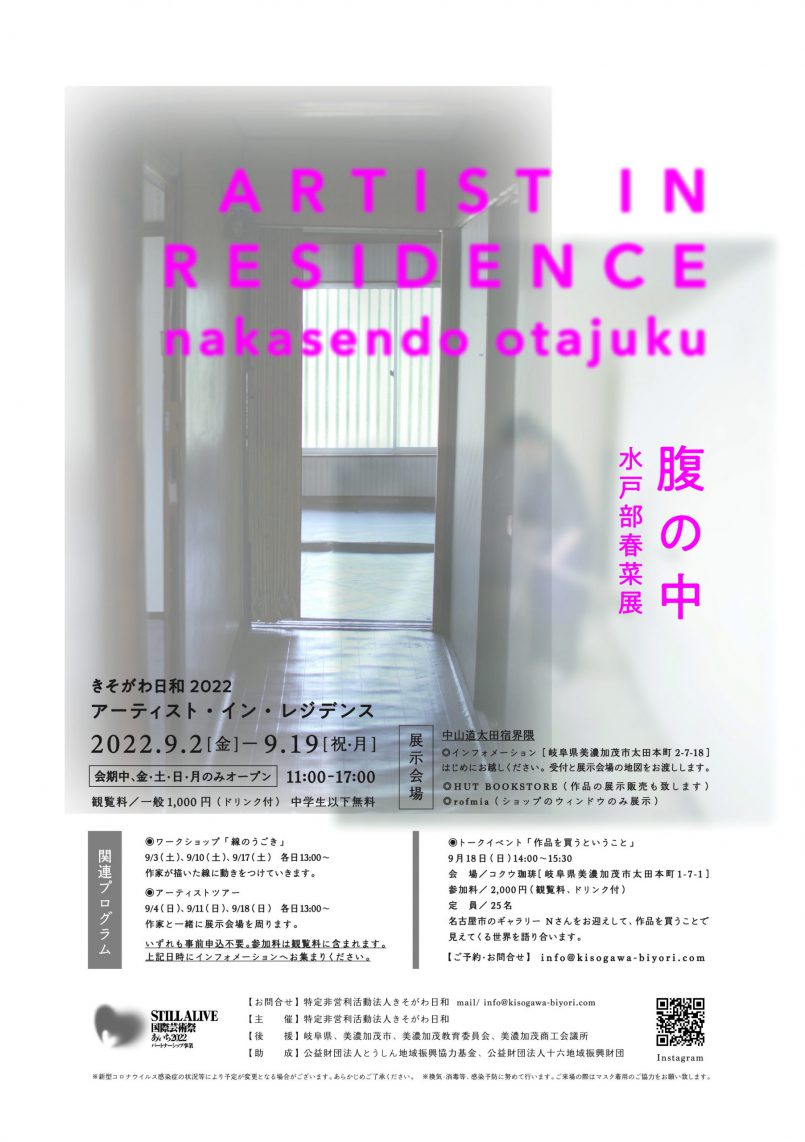 ARTIST IN
RESIDENCE
nakasendo otajuku
腹の中
水戸部春菜展
きそがわ日和 2022
アーティスト・イン・レジデンス
2022.9.2[金]ー 9.19[祝・月]
会期中、金・土・日・月のみオープン 11:00-17:00
観覧料／一般 1,000 円（ドリンク付） 中学生以下無料
展示会場
中山道太田宿界隈
◎インフォメーション［岐阜県美濃加茂市太田本町 2-7-18］
はじめにお越しください。受付と展示会場の地図をお渡しします。
◎HUT BOOKSTORE（作品の展示販売も致します）
◎rofmia（ショップのウィンドウのみ展示）
関連プログラム
◉ワークショップ「線のうごき」
9/3（土）、9/10（土）、9/17（土） 各日13:00〜
作家が描いた線に動きをつけていきます。
◉アーティストツアー
9/4（日）、9/11（日）、9/18（日） 各日13:00〜
作家と一緒に展示会場を周ります。
いずれも事前申込不要。参加料は観覧料に含まれます。
上記日時にインフォメーションへお集まりください。
◉トークイベント「作品を買うということ」
9月18日（日）14:00〜15:30
会　場／コクウ珈琲［岐阜県美濃加茂市太田本町1-7-1］
参加料／ 2,000円（観覧料、ドリンク付）
定　員／ 25名
名古屋市のギャラリー Nさんをお迎えして、作品を買うことで
見えてくる世界を語り合います。
【ご予約・お問合せ】 info@kisogawa-biyori.com
STILL ALIVE
国際芸術祭
あいち2022
パートナーシップ事業
【お問合せ】特定非営利活動法人きそがわ日和 mail/ info@kisogawa-biyori.com
【主　　催】特定非営利活動法人きそがわ日和
【後　　援】岐阜県、美濃加茂市、美濃加茂教育委員会、美濃加茂商工会議所
【助　　成】公益財団法人とうしん地域振興協力基金、公益財団法人十六地域振興財団
Instagram
※新型コロナウイルス感染症の状況等により予定が変更となる場合がございます。あらかじめご了承ください。 ※換気・消毒等、感染予防に努めて行います。ご来場の際はマスク着用のご協力をお願い致します。